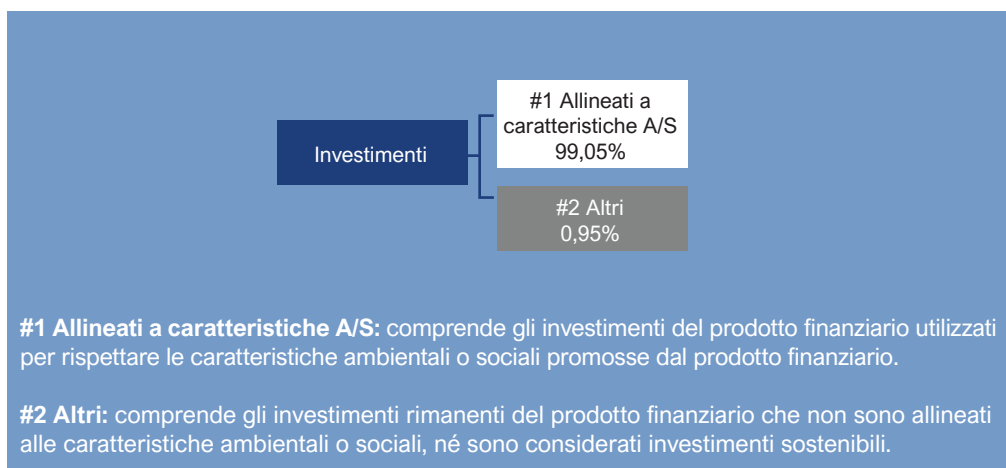 #1 Allineati a
caratteristiche A/S
99,05%
Investimenti
#2 Altri
0,95%
#1 Allineati a caratteristiche A/S: comprende gli investimenti del prodotto finanziario utilizzati
per rispettare le caratteristiche ambientali o sociali promosse dal prodotto finanziario.
#2 Altri: comprende gli investimenti rimanenti del prodotto finanziario che non sono allineati
alle caratteristiche ambientali o sociali, né sono considerati investimenti sostenibili.